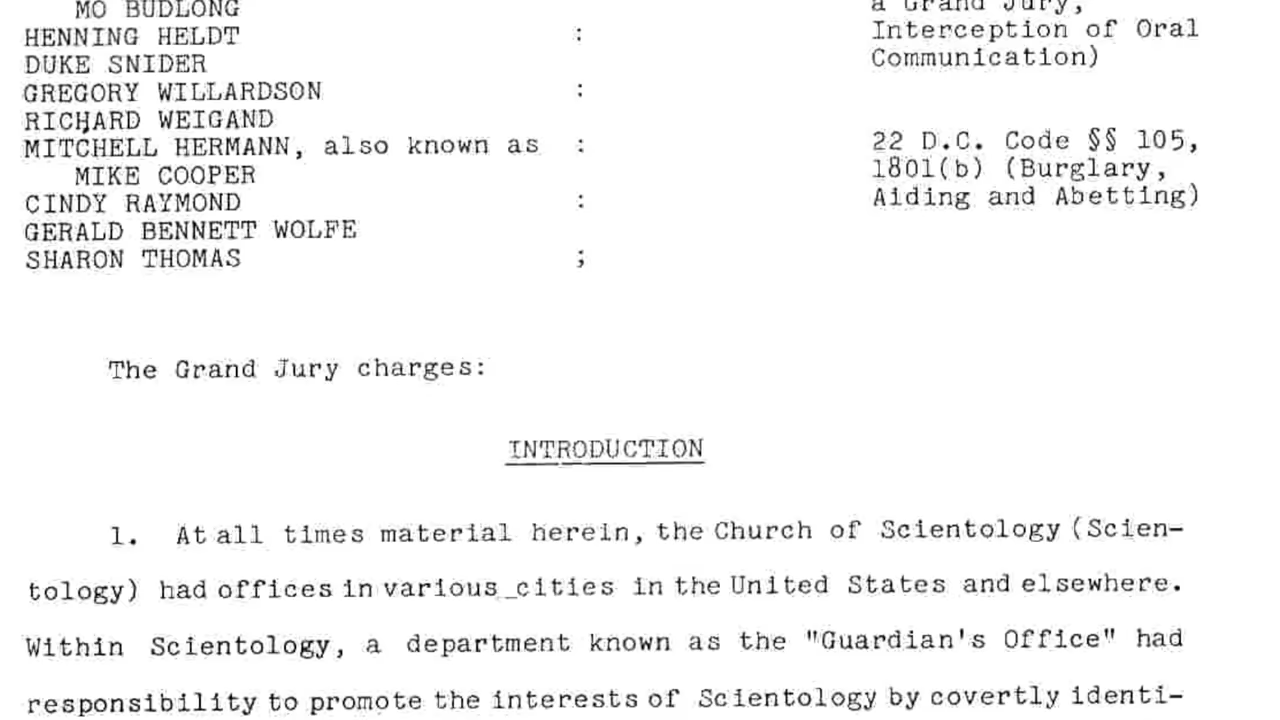 MO BUDLONG
HENNING HELDT :
DUKE SNIDER
GREGORY WILLARDSON :
RICHARD WEIGAND
MITCHELL HERMANN, also known as :
MIKE COOPER
CINDY RAYMOND :
GERALD BENNETT WOLFE
SHARON THOMAS ;
a Grand Jury,
Interception of Oral
Communication)
22 D.C. Code §§ 105,
1801(b) (Burglary,
Aiding and Abetting)
The Grand Jury charges:
INTRODUCTION
1. At all times material herein, the Church of Scientology (Scien-
tology) had offices in various cities in the United States and elsewhere.
Within Scientology, a department known as the "Guardian's Office" had
responsibility to promote the interests of Scientology by covertly identi-